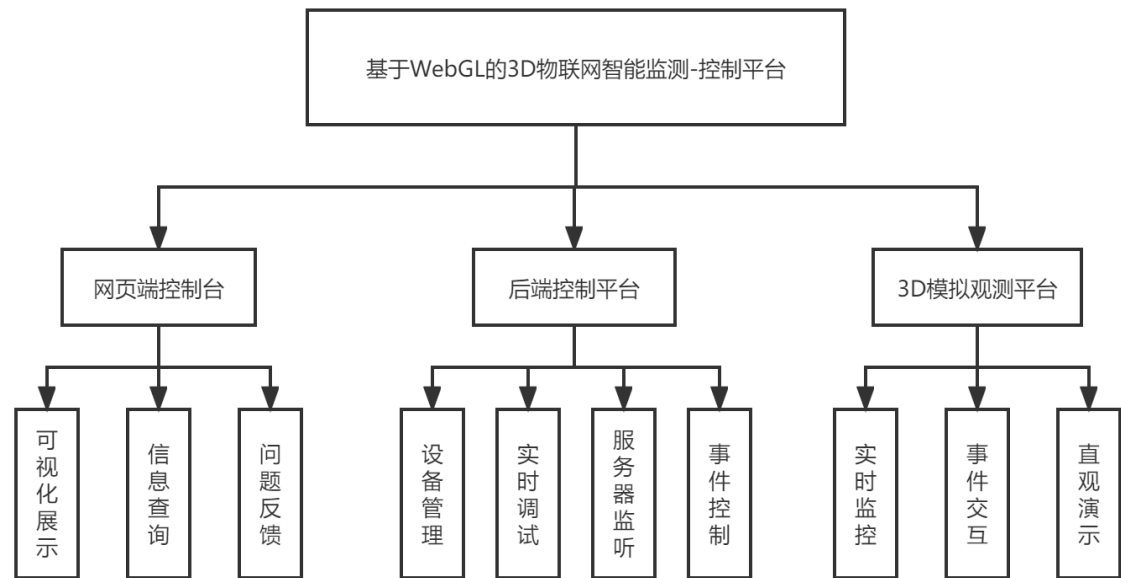 基于WebGL的3D物联网智能监测-控制平台
网页端控制台
后端控制平台
3D模拟观测平台
可视化展示
信息查询
问题反馈
设备管理
实时调试
服务器监听
事件控制
实时监控
事件交互
直观演示